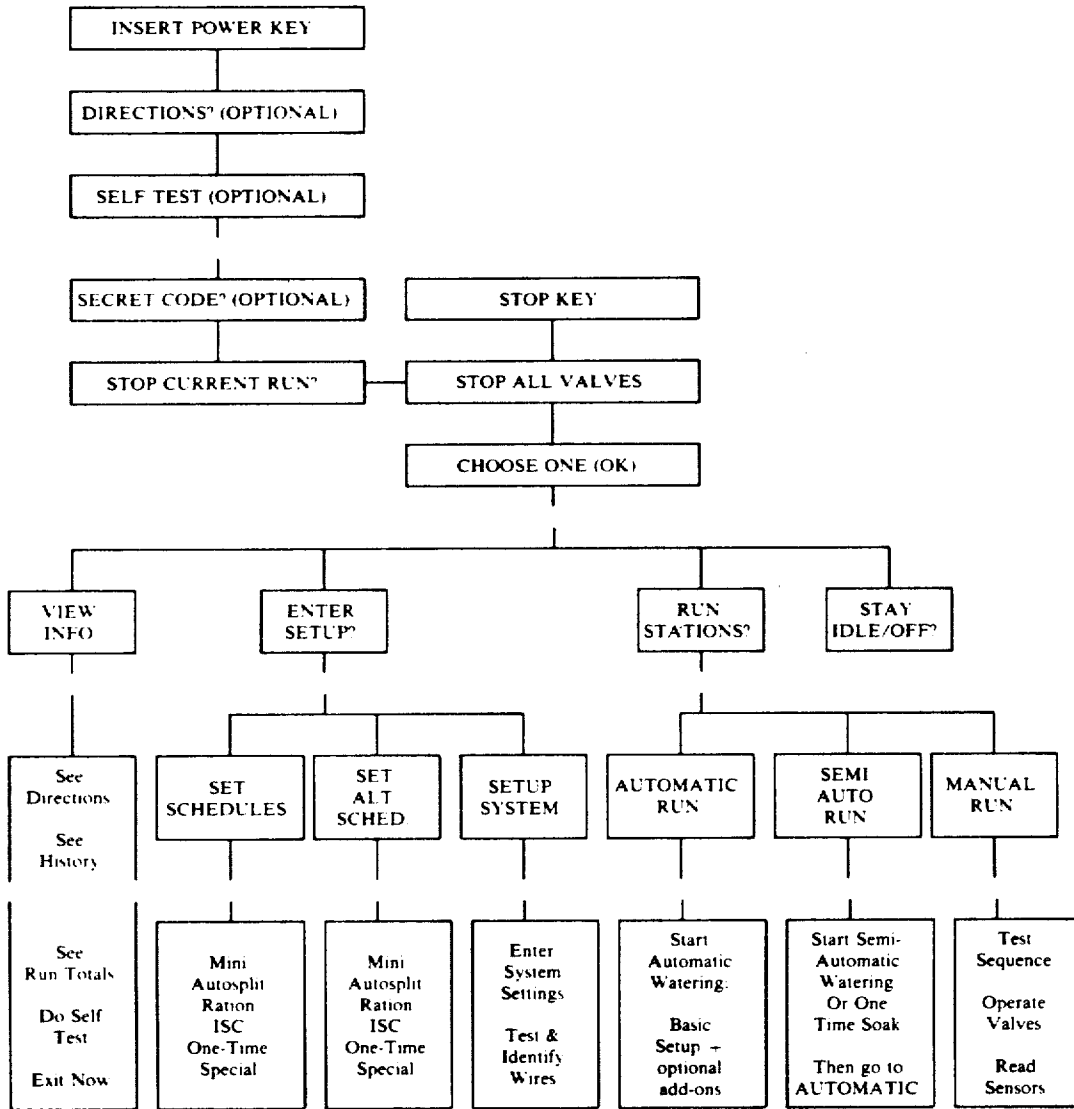 INSERT POWER KEY
DIRECTIONS? (OPTIONAL)
SELF TEST (OPTIONAL)
SECRET CODE? (OPTIONAL)
STOP KEY
STOP CURRENT RUN?
STOP ALL VALVES
CHOOSE ONE (OK)
VIEW
INFO
ENTER
SETUP?
RUN
STATIONS?
STAY
IDLE/OFF?
See
Directions
See
History
See
Run Totals
Do Self
Test
Exit Now
SET
SCHEDULES
SET
ALT
SCHED.
SETUP
SYSTEM
AUTOMATIC
RUN
SEMI
AUTO
RUN
MANUAL
RUN
Mini
Autosplit
Ration
ISC
One-Time
Special
Mini
Autosplit
Ration
ISC
One-Time
Special
Enter
System
Settings
Test &
Identify
Wires
Start
Automatic
Watering:
Basic
Setup +
optional
add-ons
Start Semi-
Automatic
Watering
Or One
Time Soak
Then go to
AUTOMATIC
Test
Sequence
Operate
Valves
Read
Sensors